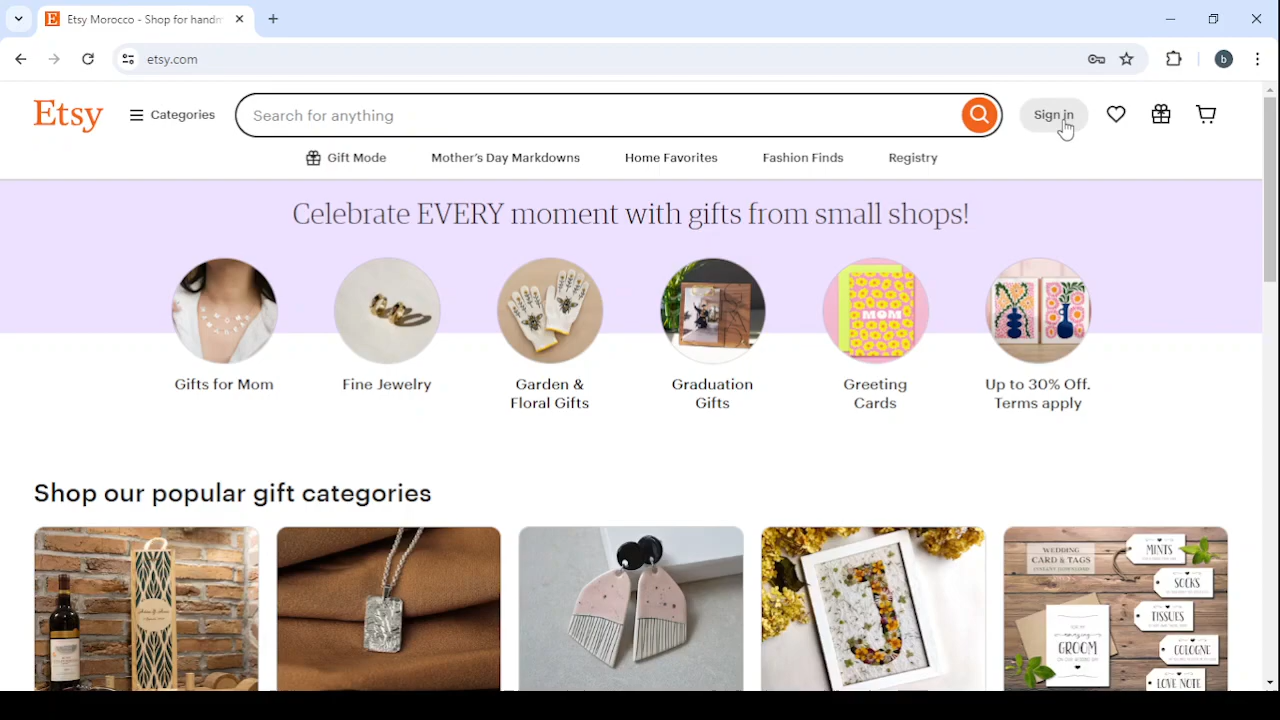 Etsy Morocco - Shop for handm
etsy.com
b
Etsy
Categories
Search for anything
Sign in
Gift Mode
Mother's Day Markdowns
Home Favorites
Fashion Finds
Registry
Celebrate EVERY moment with gifts from small shops!
MOM
Gifts for Mom
Fine Jewelry
Garden &
Floral Gifts
Graduation
Gifts
Greeting
Cards
Up to 30% Off.
Terms apply
Shop our popular gift categories
J
WEDDING
CARD & TAGS
MINTS
SOCKS
TISSUES
GROOM
COLOGNE
LOVE NOTE